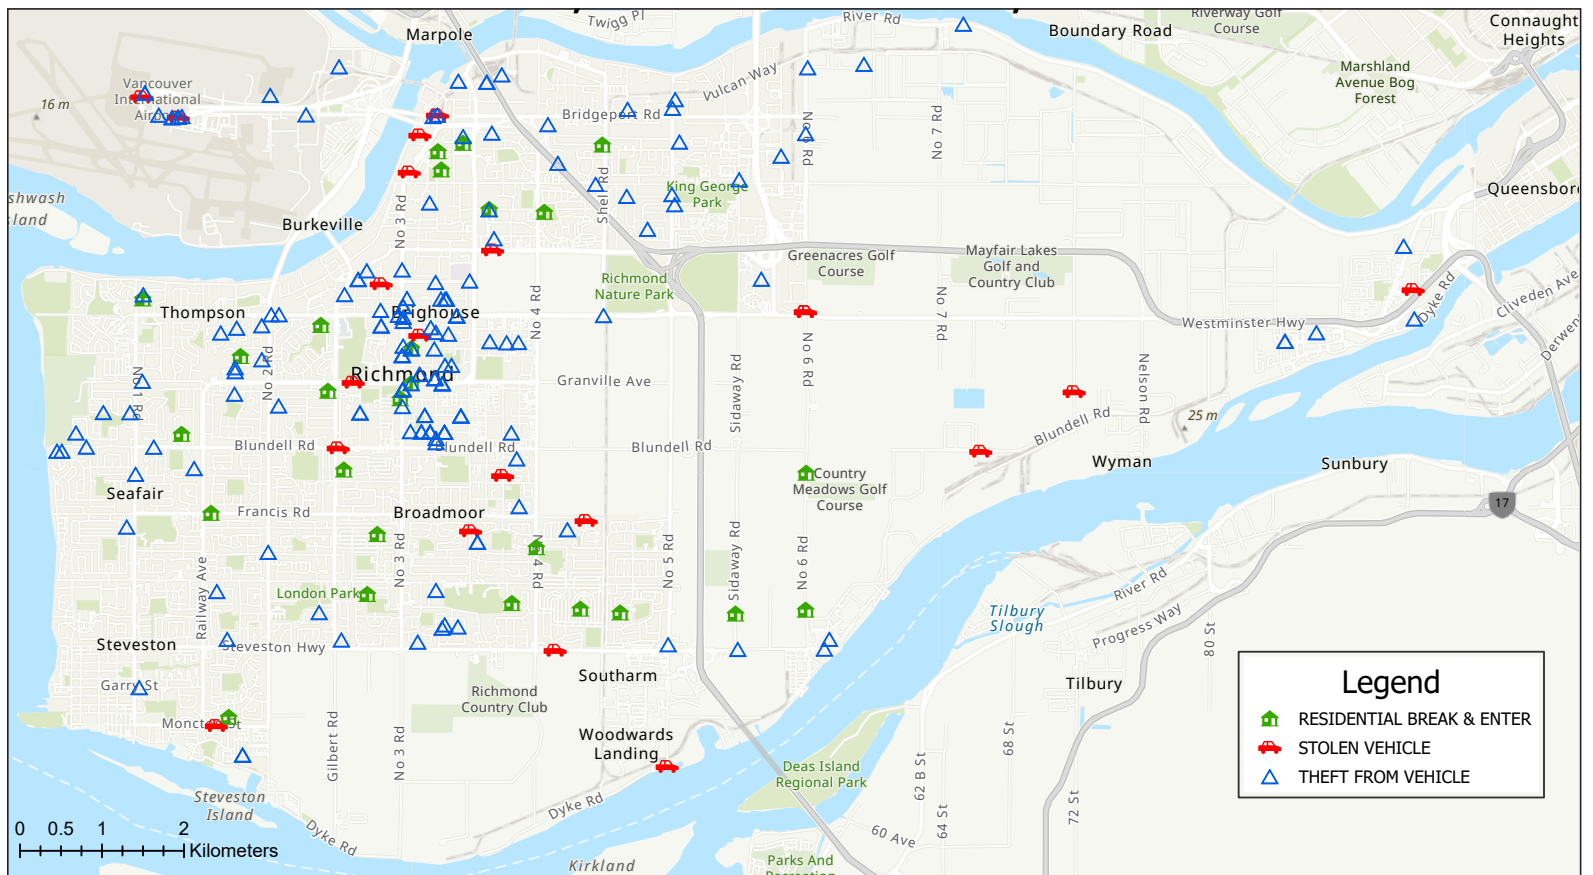 Twigg Pl
River Rd
Riverway Golf
Course
Connaught
Heights
Marpole
Boundary Road
Marshland
Avenue Bog
Forest
Vancouver
International
Airport
16 m
Vulcan Way
Bridgeport Rd
No 6 Rd
No 7 Rd
Shell Rd
King George
Park
Queensboro
shwash
sland
Burkeville
No 3 Rd
Greenacres Golf
Course
Mayfair Lakes
Golf and
Country Club
Richmond
Nature Park
Thompson
Brighouse
No 4 Rd
No 7 Rd
Westminster Hwy
Dyke Rd
Cliveden Ave
Derwen
No 1 Rd
No 2 Rd
Richmond
Granville Ave
Sidaway Rd
No 6 Rd
Nelson Rd
25 m
Blundell Rd
Blundell Rd
Blundell Rd
Blundell Rd
Wyman
Sunbury
Seafair
Country
Meadows Golf
Course
17
Francis Rd
Broadmoor
Railway Ave
No 3 Rd
No 4 Rd
No 5 Rd
Sidaway Rd
No 6 Rd
London Park
River Rd
Tilbury
Slough
Progress Way
80 St
Steveston
Steveston Hwy
Southarm
Tilbury
Garry St
Richmond
Country Club
Moncton St
Gilbert Rd
No 3 Rd
Woodwards
Landing
Deas Island
Regional Park
62 B St
68 St
64 St
72 St
Steveston
Island
Dyke Rd
Dyke Rd
60 Ave
Kirkland
Parks And
Recreation
0 0.5 1 2
Kilometers
Legend
RESIDENTIAL BREAK & ENTER
STOLEN VEHICLE
THEFT FROM VEHICLE